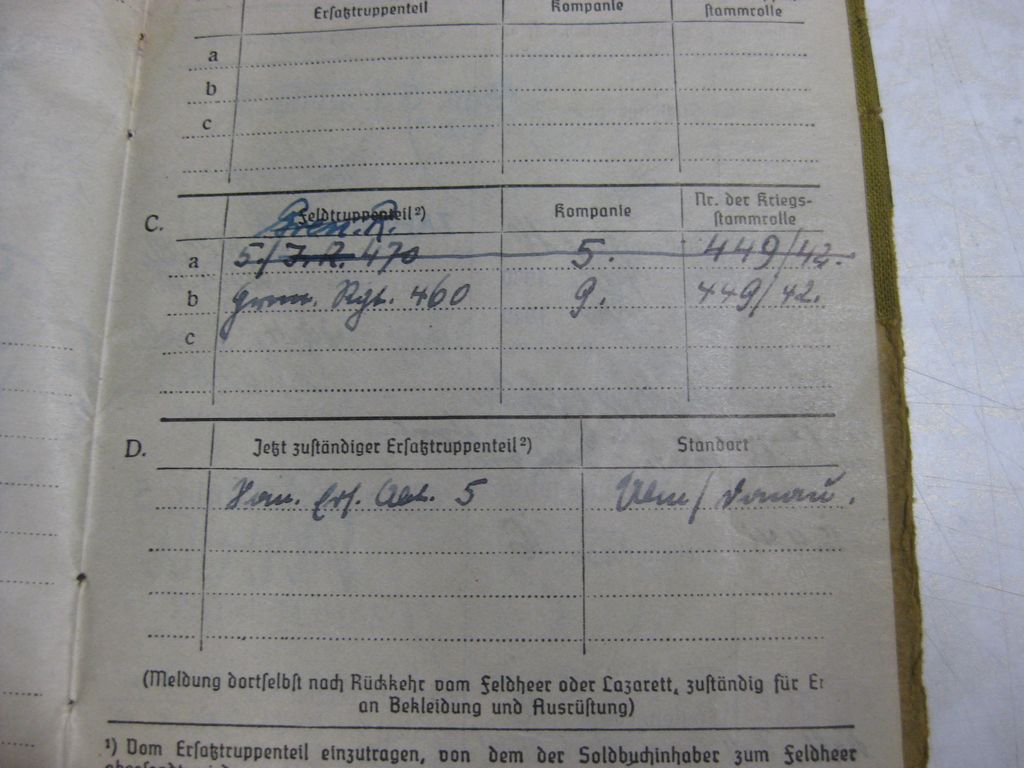 Ersatztruppenteil Kompanie
stammrolle
a
b
c
C. Feldtruppenteil ²) Kompanie Nr. der Kriegs-
stammrolle
Gren. R.
a 5./ I.R. 470 5. 449/42.
b Gren. Rgt. 460 9. 449/42.
c
D. Jetzt zuständiger Ersatztruppenteil ²) Standort
Ers. Abt. 5 Ulm / Donau.
(Meldung dortselbst nach Rückkehr vom Feldheer oder Lazarett, zuständig für Er
an Bekleidung und Ausrüstung)
¹) Vom Ersatztruppenteil einzutragen, von dem der Soldbuchinhaber zum Feldheer